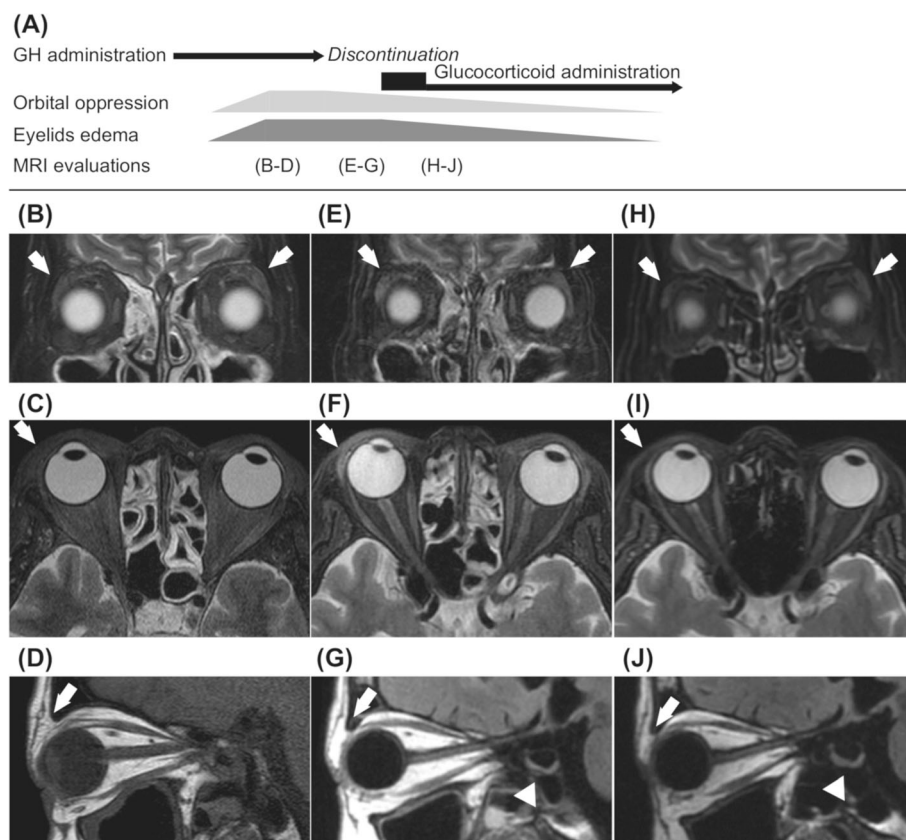 (A)
GH administration Discontinuation
Glucocorticoid administration
Orbital oppression
Eyelids edema
MRI evaluations (B-D) (E-G) (H-J)
(B) (E) (H)
(C) (F) (I)
(D) (G) (J)